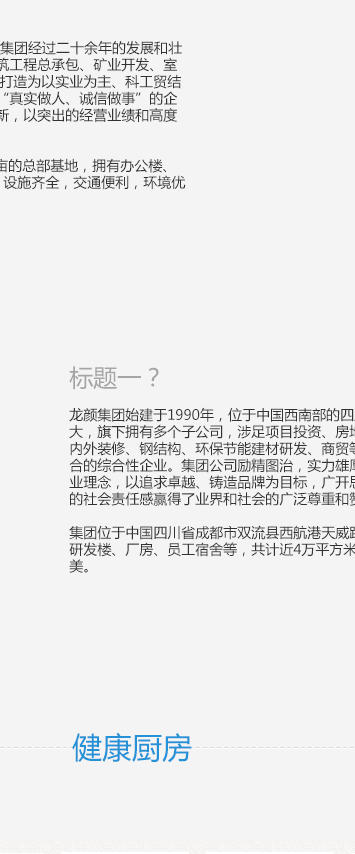 集团经过二十余年的发展和壮
筑工程总承包、矿业开发、室
打造为以实业为主、科工贸结
“真实做人、诚信做事”的企
新，以突出的经营业绩和高度
亩的总部基地，拥有办公楼、
设施齐全，交通便利，环境优
标题一？
龙颜集团始建于1990年，位于中国西南部的四
大，旗下拥有多个子公司，涉足项目投资、房地
内外装修、钢结构、环保节能建材研发、商贸等
合的综合性企业。集团公司励精图治，实力雄厚
业理念，以追求卓越、铸造品牌为目标，广开思
的社会责任感赢得了业界和社会的广泛尊重和赞
集团位于中国四川省成都市双流县西航港天威路
研发楼、厂房、员工宿舍等，共计近4万平方米
美。
健康厨房